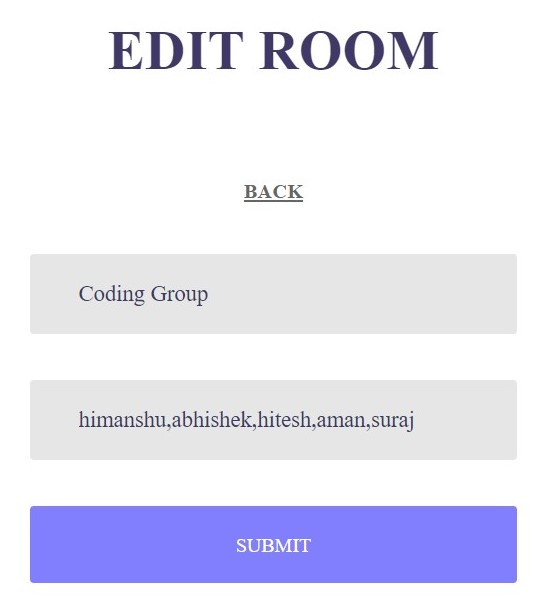 EDIT ROOM
BACK
Coding Group
himanshu,abhishek,hitesh,aman,suraj
SUBMIT